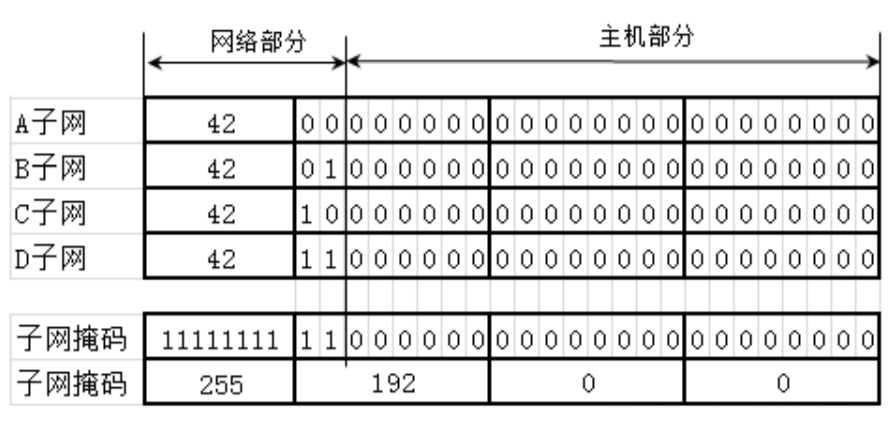 网络部分 主机部分
A子网 42 0 0 0 0 0 0 0 0 0 0 0 0 0 0 0 0 0 0 0 0 0 0 0 0
B子网 42 0 1 0 0 0 0 0 0 0 0 0 0 0 0 0 0 0 0 0 0 0 0 0 0
C子网 42 1 0 0 0 0 0 0 0 0 0 0 0 0 0 0 0 0 0 0 0 0 0 0 0
D子网 42 1 1 0 0 0 0 0 0 0 0 0 0 0 0 0 0 0 0 0 0 0 0 0 0
子网掩码 11111111 1 1 0 0 0 0 0 0 0 0 0 0 0 0 0 0 0 0 0 0 0 0 0 0
子网掩码 255 192 0 0